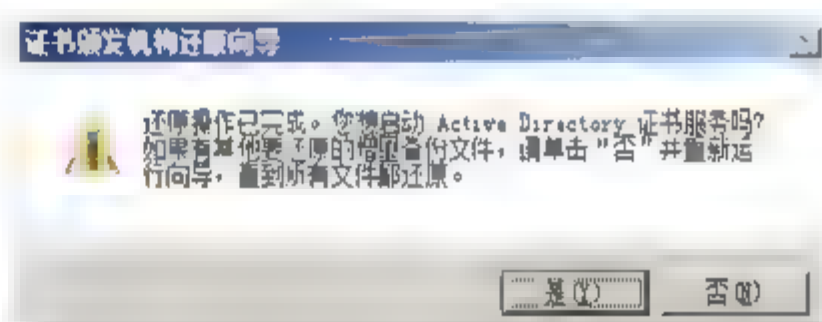 证书颁发机构还原向导
还原操作已完成。你想启动 Active Directory 证书服务吗?
如果有其他要还原的增量备份文件，请单击"否"并重新运
行向导，直到所有文件都还原。
是(Y)
否(N)